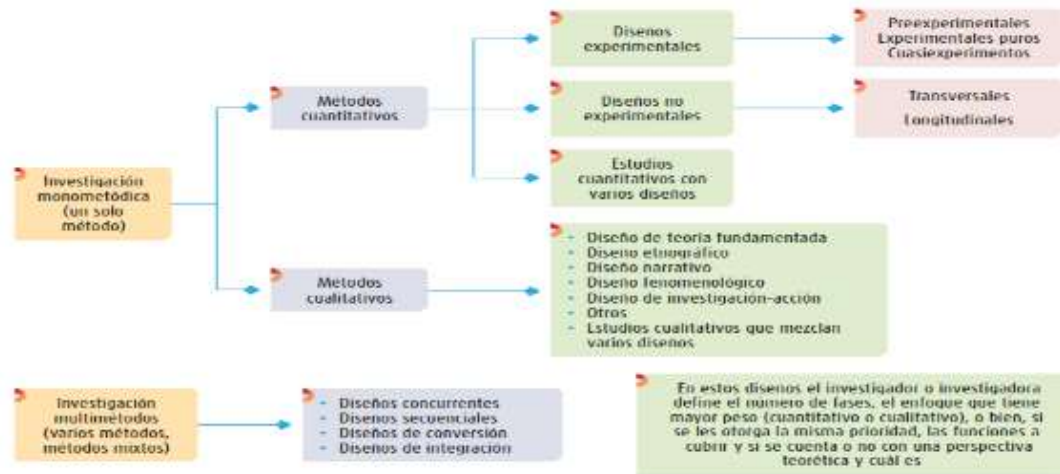 Diseños
experimentales
Preexperimentales
Experimentales puros
Cuasiexperimentos
Métodos
cuantitativos
Diseños no
experimentales
Transversales
Longitudinales
Estudios
cuantitativos con
varios diseños
Investigación
monometódica
(un solo
método)
Métodos
cualitativos
- Diseño de teoría fundamentada
- Diseño etnográfico
- Diseño narrativo
- Diseño fenomenológico
- Diseño de investigación-acción
- Otros
- Estudios cualitativos que mezclan
varios diseños
Investigación
multimétodos
(varios métodos,
métodos mixtos)
- Diseños concurrentes
- Diseños secuenciales
- Diseños de conversión
- Diseños de integración
En estos diseños el investigador o investigadora
define el número de fases, el enfoque que tiene
mayor peso (cuantitativo o cualitativo), o bien, si
se les otorga la misma prioridad, las funciones a
cubrir y si se cuenta o no con una perspectiva
teorética y cuál es